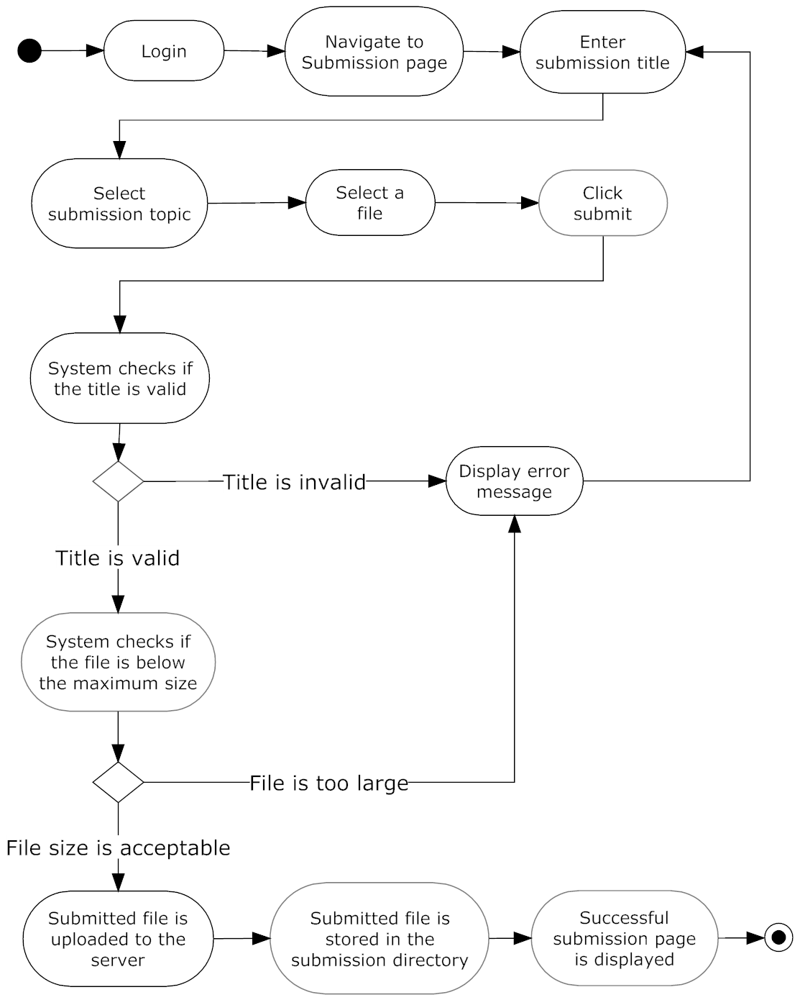 Login
Navigate to
Submission page
Enter
submission title
Select
submission topic
Select a
file
Click
submit
System checks if
the title is valid
Title is invalid
Display error
message
Title is valid
System checks if
the file is below
the maximum size
File is too large
File size is acceptable
Submitted file is
uploaded to the
server
Submitted file is
stored in the
submission directory
Successful
submission page
is displayed